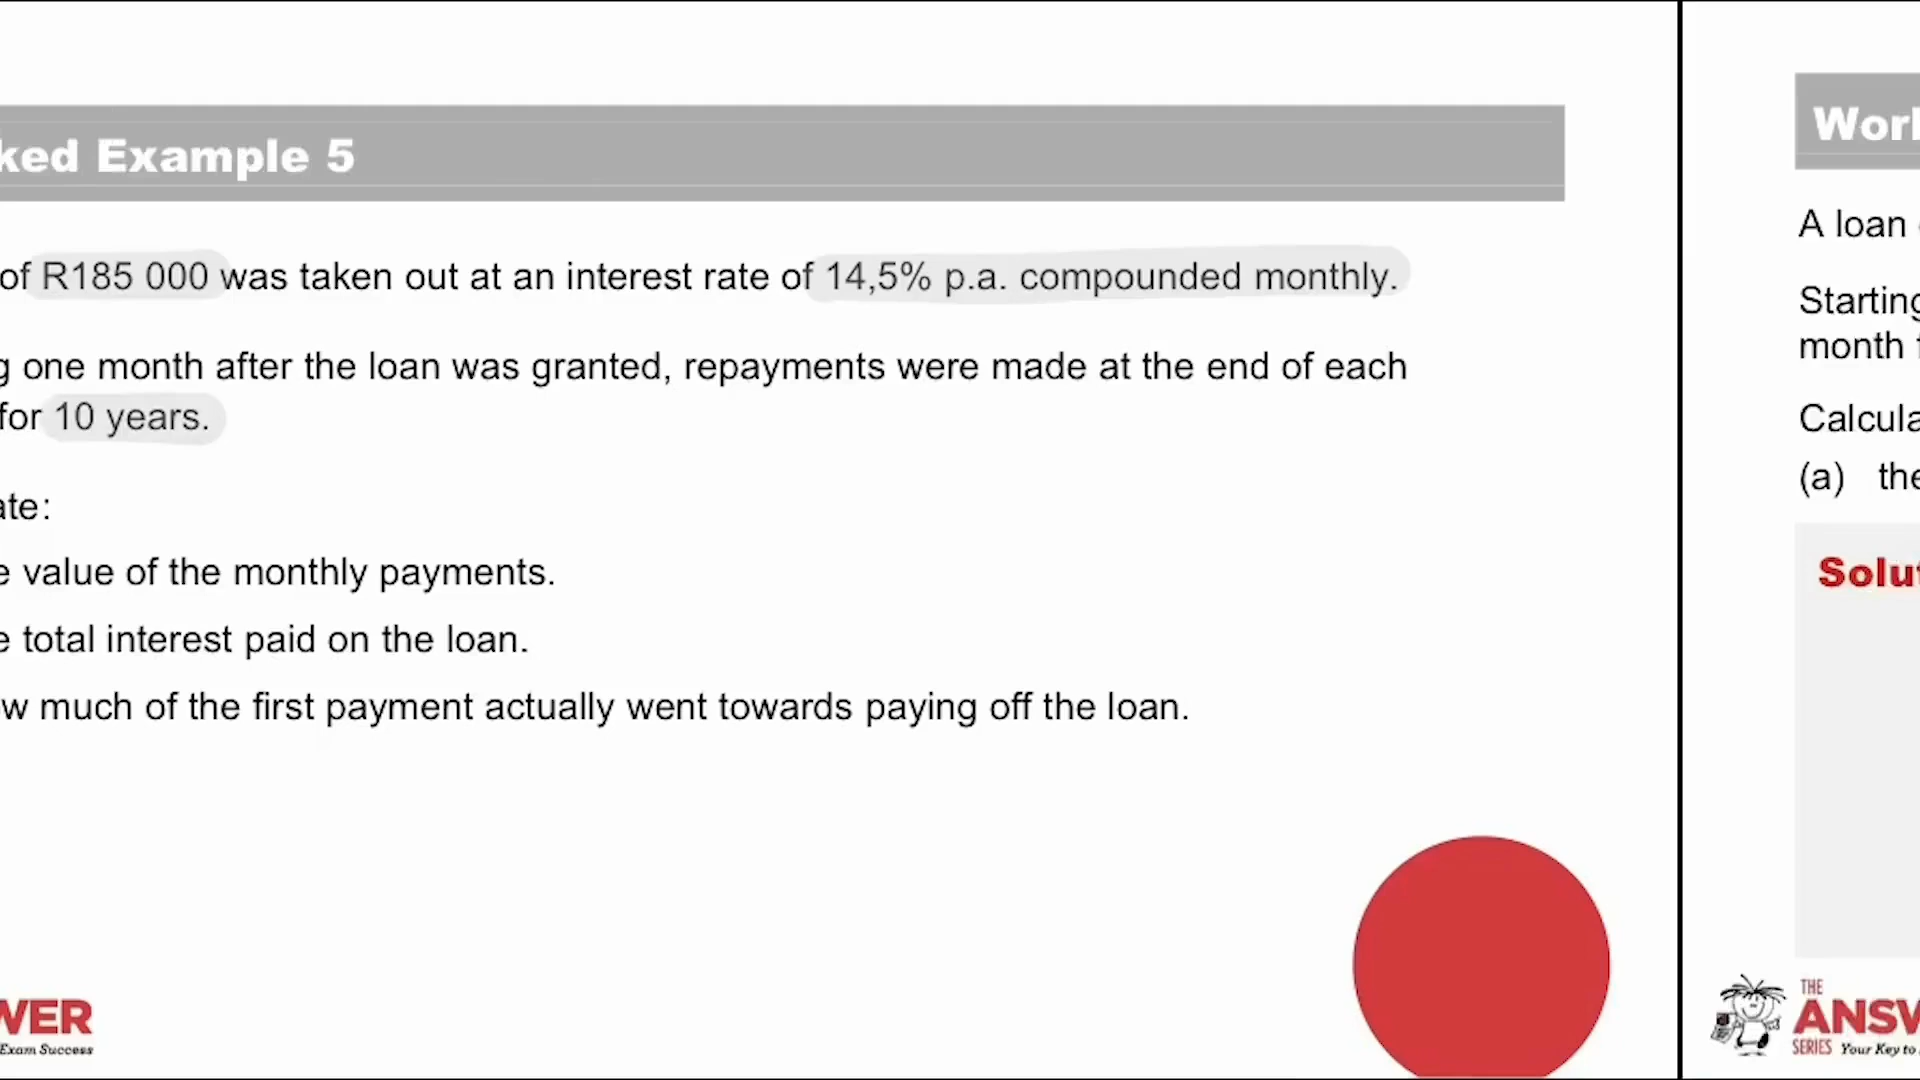 ked Example 5
of R185 000 was taken out at an interest rate of 14,5% p.a. compounded monthly.
g one month after the loan was granted, repayments were made at the end of each
for 10 years.
ate:
e value of the monthly payments.
e total interest paid on the loan.
w much of the first payment actually went towards paying off the loan.
WER
Exam Success
Worl
A loan
Starting
month f
Calcula
(a) the
Solut
THE
ANSW
SERIES Your Key to